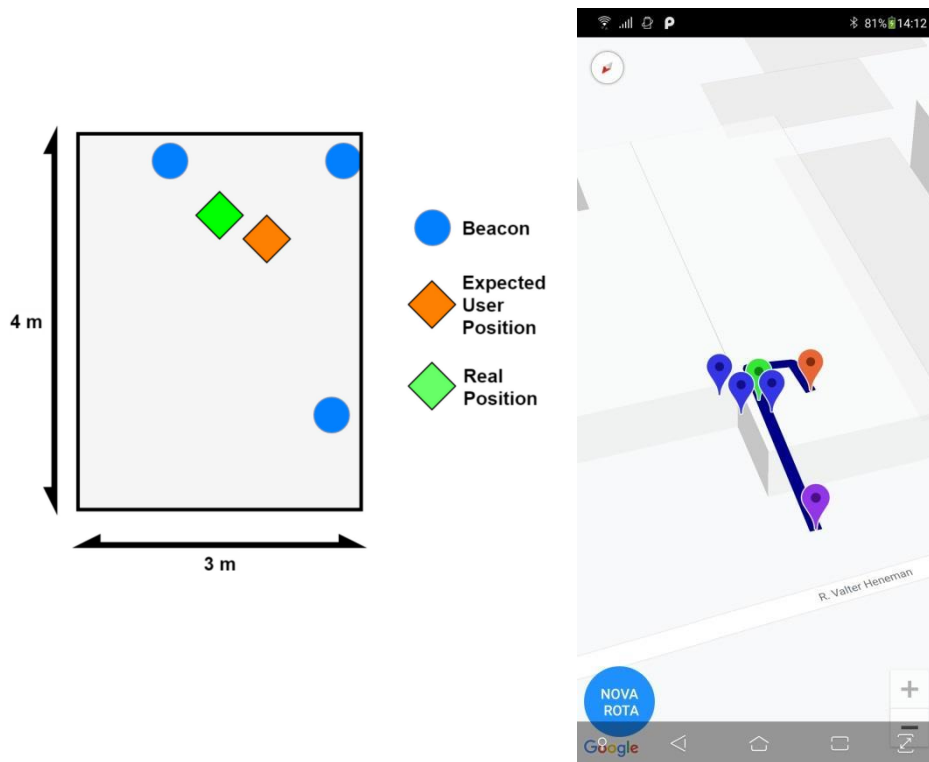 4 m
3 m
Beacon
Expected
User
Position
Real
Position
81% 14:12
R. Valter Heneman
NOVA
ROTA
Google